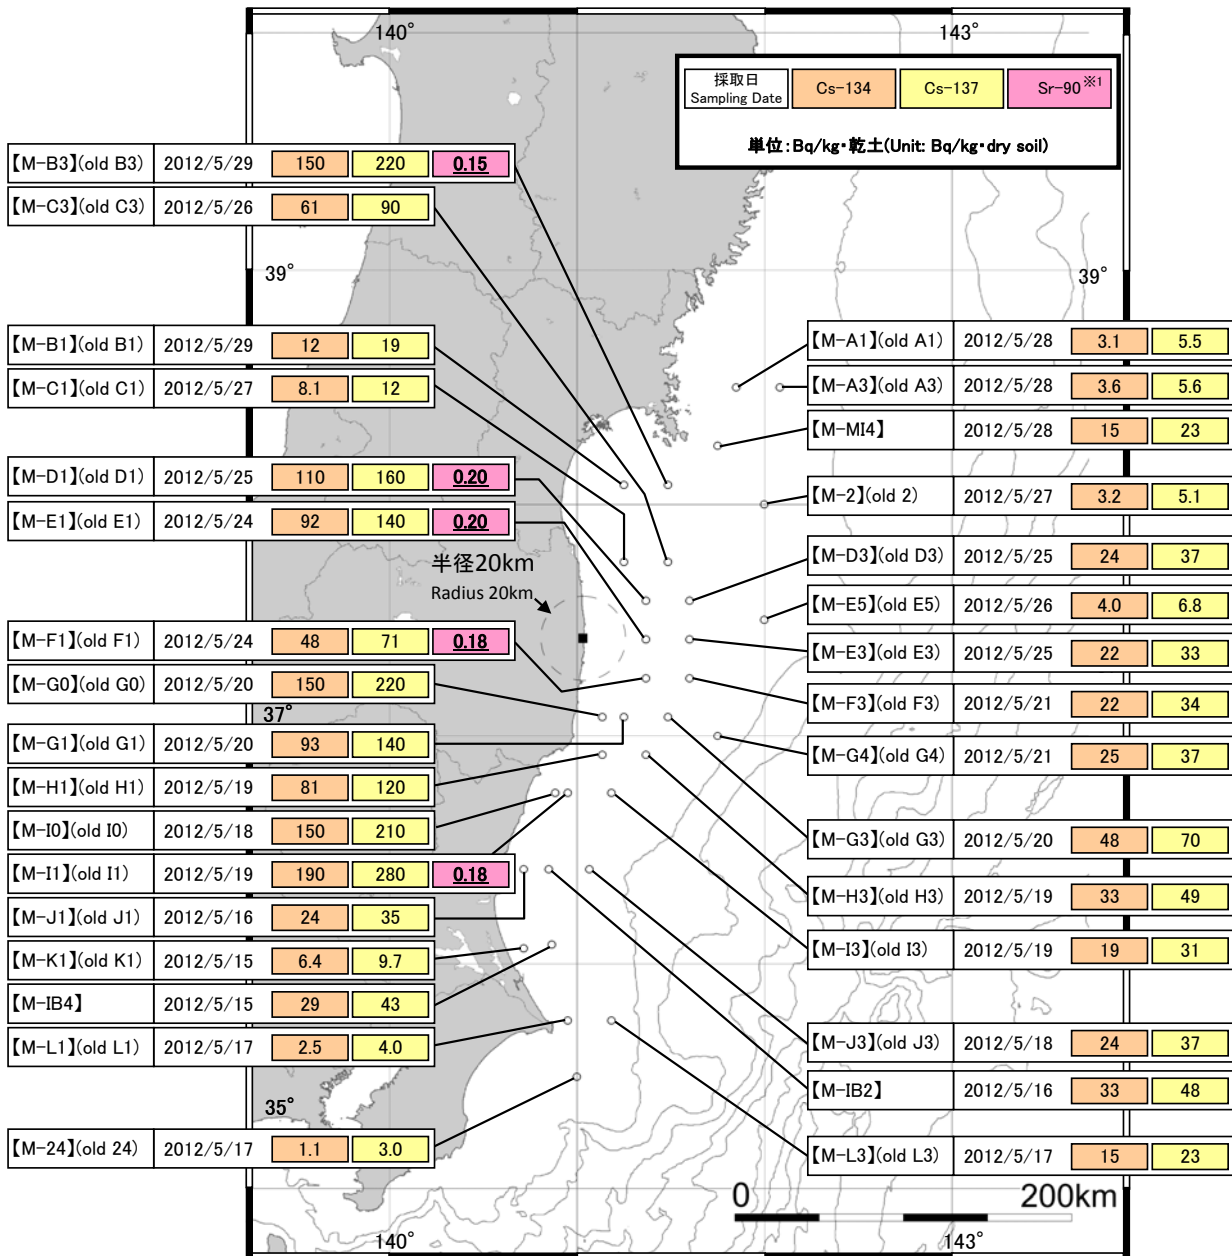 140°
143°
採取日
Sampling Date
Cs-134
Cs-137
Sr-90※1
単位:Bq/kg・乾土(Unit: Bq/kg・dry soil)
【M-B3】(old B3) 2012/5/29 150 220 0.15
【M-C3】(old C3) 2012/5/26 61 90
39°
39°
【M-B1】(old B1) 2012/5/29 12 19
【M-C1】(old C1) 2012/5/27 8.1 12
【M-D1】(old D1) 2012/5/25 110 160 0.20
【M-E1】(old E1) 2012/5/24 92 140 0.20
半径20km
Radius 20km
【M-F1】(old F1) 2012/5/24 48 71 0.18
【M-G0】(old G0) 2012/5/20 150 220
37°
【M-G1】(old G1) 2012/5/20 93 140
【M-H1】(old H1) 2012/5/19 81 120
【M-I0】(old I0) 2012/5/18 150 210
【M-I1】(old I1) 2012/5/19 190 280 0.18
【M-J1】(old J1) 2012/5/16 24 35
【M-K1】(old K1) 2012/5/15 6.4 9.7
【M-IB4】 2012/5/15 29 43
【M-L1】(old L1) 2012/5/17 2.5 4.0
35°
【M-24】(old 24) 2012/5/17 1.1 3.0
【M-A1】(old A1) 2012/5/28 3.1 5.5
【M-A3】(old A3) 2012/5/28 3.6 5.6
【M-MI4】 2012/5/28 15 23
【M-2】(old 2) 2012/5/27 3.2 5.1
【M-D3】(old D3) 2012/5/25 24 37
【M-E5】(old E5) 2012/5/26 4.0 6.8
【M-E3】(old E3) 2012/5/25 22 33
【M-F3】(old F3) 2012/5/21 22 34
【M-G4】(old G4) 2012/5/21 25 37
【M-G3】(old G3) 2012/5/20 48 70
【M-H3】(old H3) 2012/5/19 33 49
【M-I3】(old I3) 2012/5/19 19 31
【M-J3】(old J3) 2012/5/18 24 37
【M-IB2】 2012/5/16 33 48
【M-L3】(old L3) 2012/5/17 15 23
0 200km
140°
143°